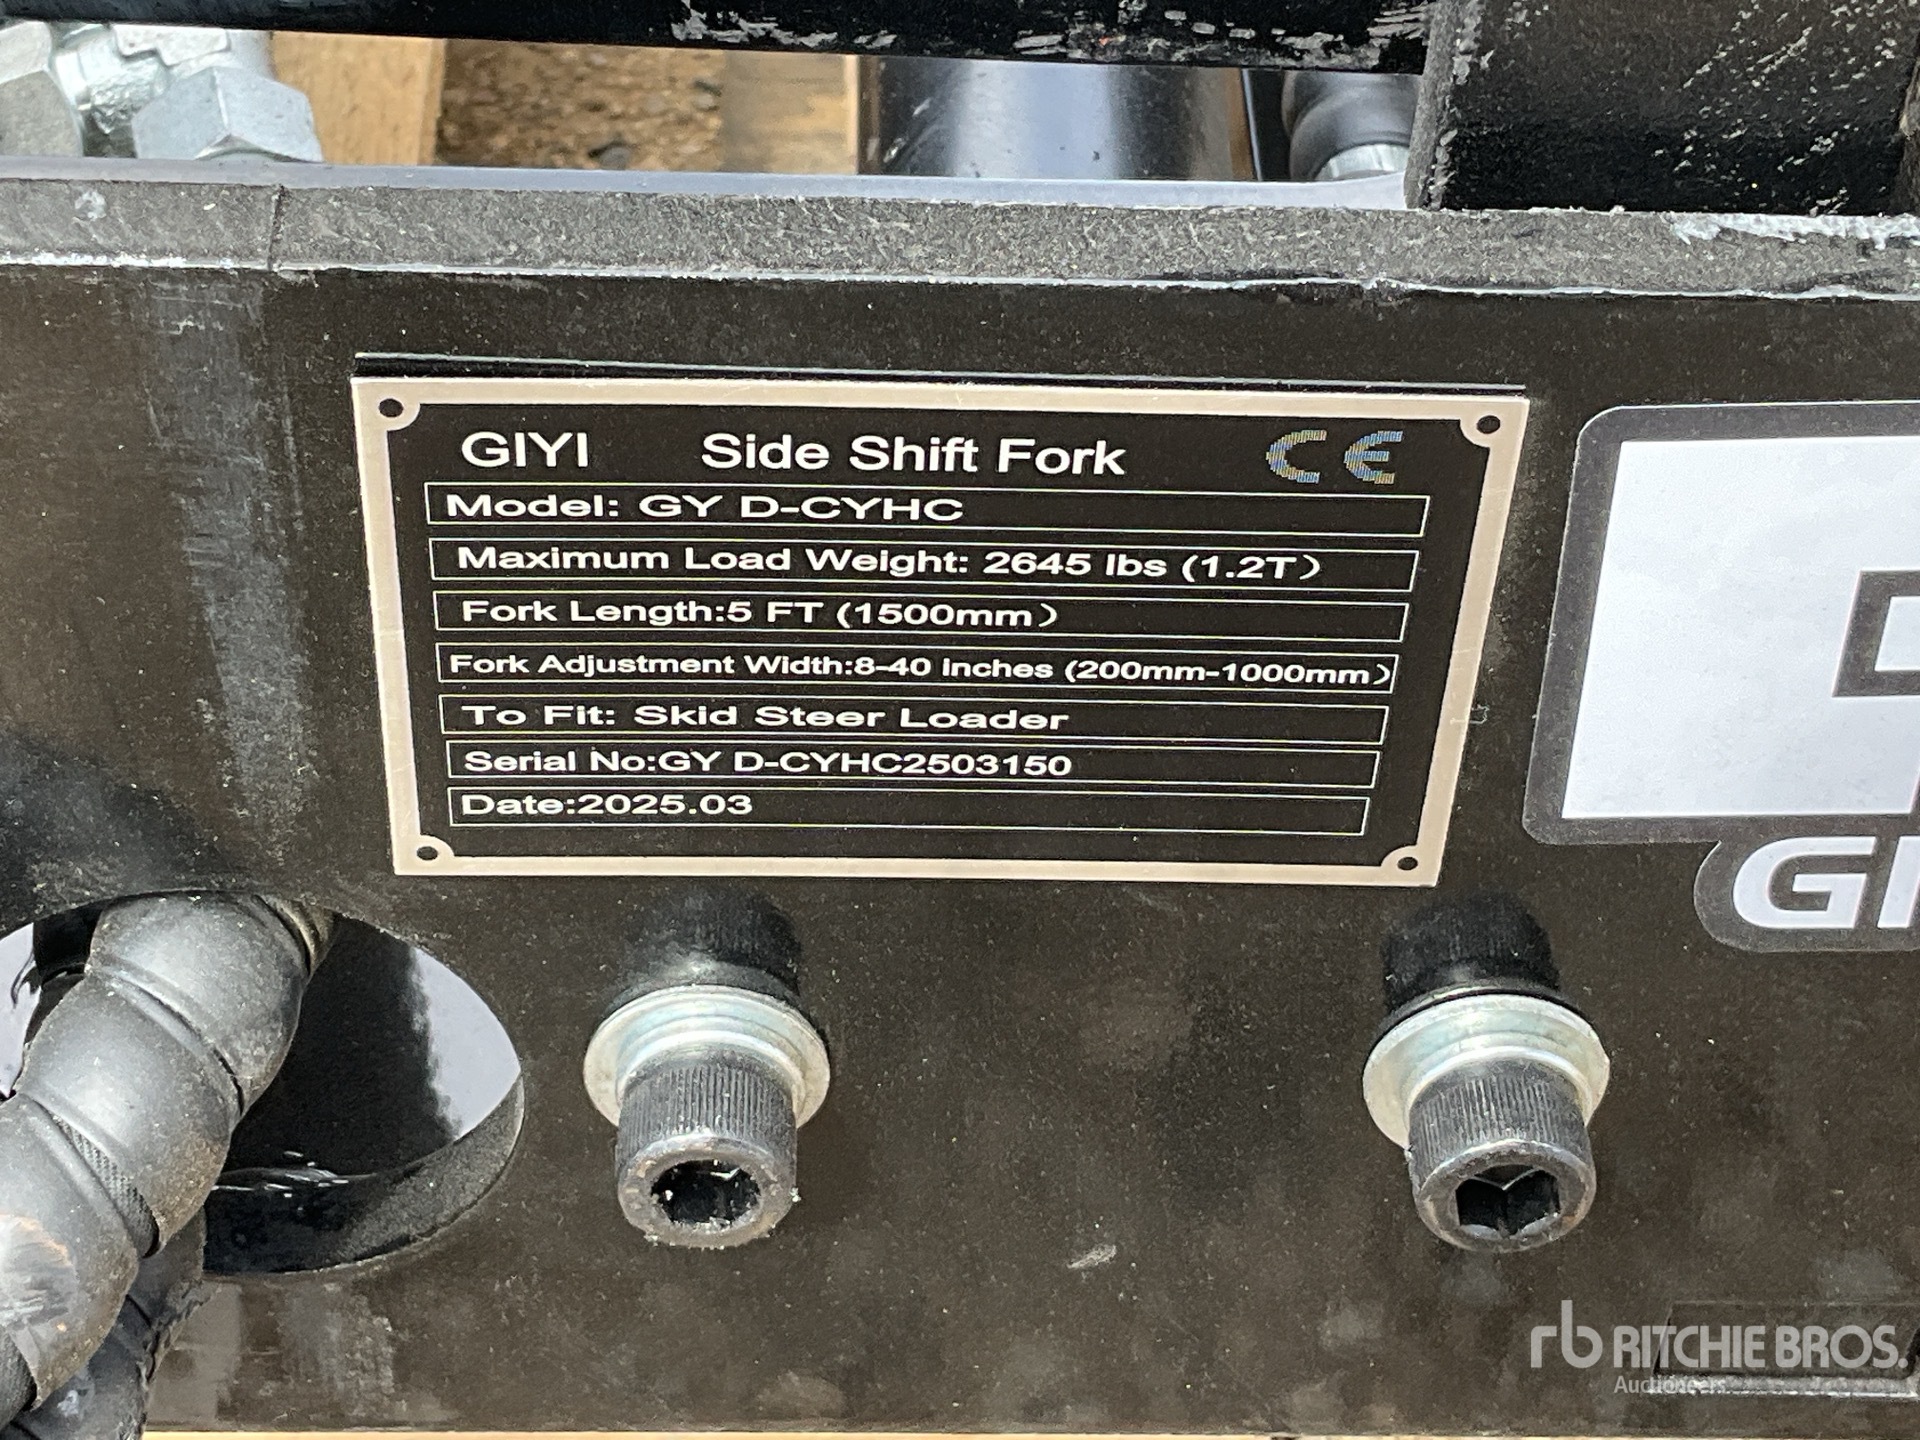 GIYI Side Shift Fork CE
Model: GY D-CYHC
Maximum Load Weight: 2645 lbs (1.2T)
Fork Length:5 FT (1500mm)
Fork Adjustment Width:8-40 inches (200mm-1000mm)
To Fit: Skid Steer Loader
Serial No:GY D-CYHC2503150
Date:2025.03
rb RITCHIE BROS.
Auctioneers